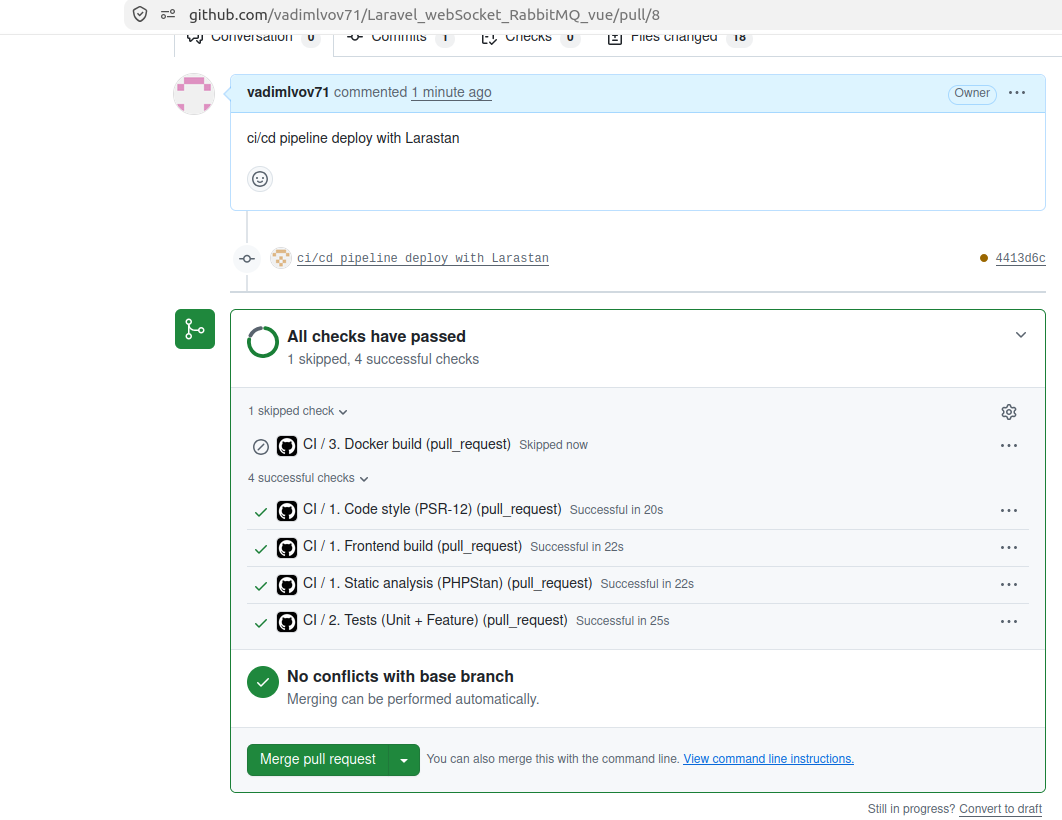 github.com/vadimlvov71/Laravel_webSocket_RabbitMQ_vue/pull/8
Conversation 0 Commits 1 Checks 0 Files changed 18
vadimlvov71 commented 1 minute ago Owner
ci/cd pipeline deploy with Larastan
ci/cd pipeline deploy with Larastan 4413d6c
All checks have passed
1 skipped, 4 successful checks
1 skipped check
CI / 3. Docker build (pull_request) Skipped now
4 successful checks
CI / 1. Code style (PSR-12) (pull_request) Successful in 20s
CI / 1. Frontend build (pull_request) Successful in 22s
CI / 1. Static analysis (PHPStan) (pull_request) Successful in 22s
CI / 2. Tests (Unit + Feature) (pull_request) Successful in 25s
No conflicts with base branch
Merging can be performed automatically.
Merge pull request You can also merge this with the command line. View command line instructions.
Still in progress? Convert to draft